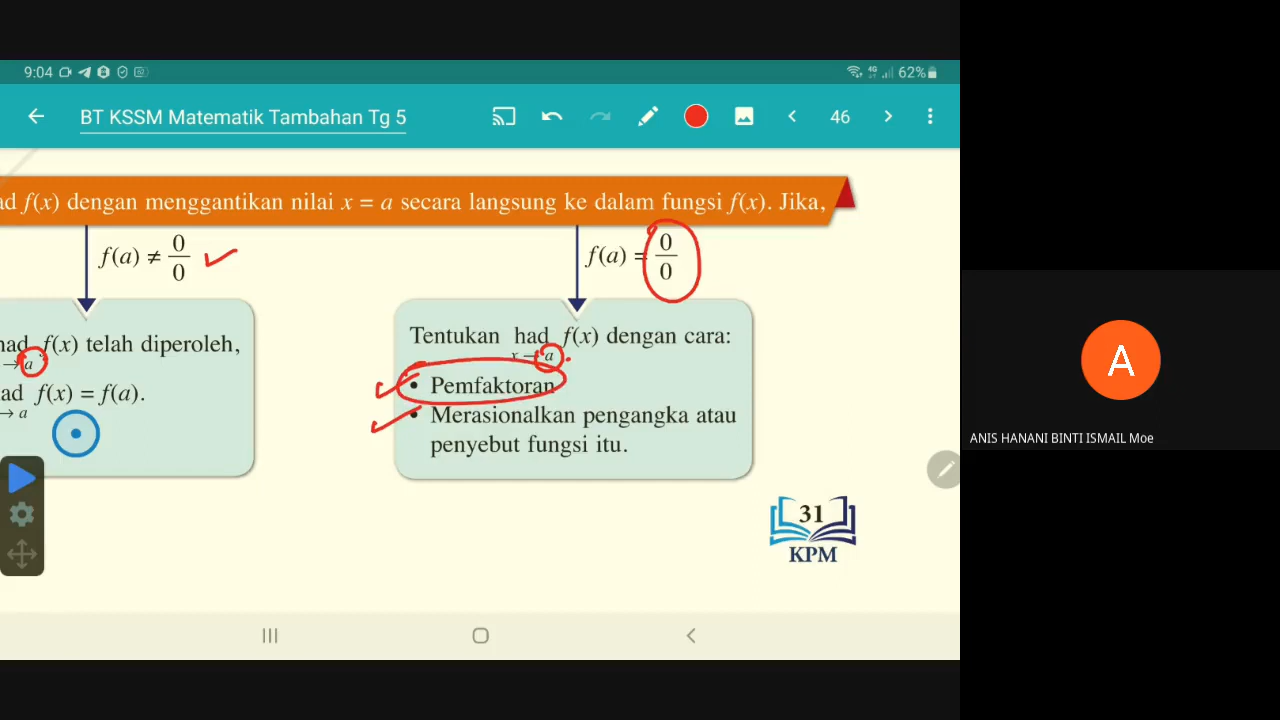 9:04
62%
BT KSSM Matematik Tambahan Tg 5
46
ad f(x) dengan menggantikan nilai x = a secara langsung ke dalam fungsi f(x). Jika,
f(a) ≠ 0/0
f(a) = 0/0
had f(x) telah diperoleh,
→ a
ad f(x) = f(a).
→ a
Tentukan had f(x) dengan cara:
x → a
• Pemfaktoran
• Merasionalkan pengangka atau
penyebut fungsi itu.
31
KPM
A
ANIS HANANI BINTI ISMAIL Moe